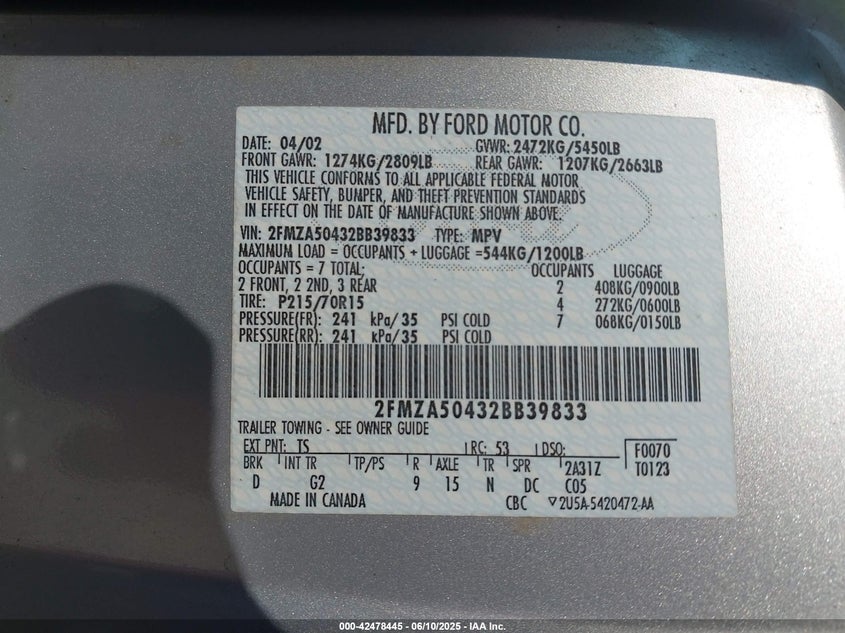 MFD. BY FORD MOTOR CO.
DATE: 04/02 GVWR: 2472KG/5450LB
FRONT GAWR: 1274KG/2809LB REAR GAWR: 1207KG/2663LB
THIS VEHICLE CONFORMS TO ALL APPLICABLE FEDERAL MOTOR
VEHICLE SAFETY, BUMPER, AND THEFT PREVENTION STANDARDS
IN EFFECT ON THE DATE OF MANUFACTURE SHOWN ABOVE.
VIN: 2FMZA50432BB39833 TYPE: MPV
MAXIMUM LOAD = OCCUPANTS + LUGGAGE =544KG/1200LB
OCCUPANTS = 7 TOTAL; OCCUPANTS LUGGAGE
2 FRONT, 2 2ND, 3 REAR 2 408KG/0900LB
TIRE: P215/70R15 4 272KG/0600LB
PRESSURE(FR): 241 kPa/35 PSI COLD 7 068KG/0150LB
PRESSURE(RR): 241 kPa/35 PSI COLD
2FMZA50432BB39833
TRAILER TOWING - SEE OWNER GUIDE
EXT PNT: TS RC: 53 DSO: F0070
BRK INT TR TP/PS R AXLE TR SPR 2A31Z T0123
D G2 9 15 N DC C05
MADE IN CANADA CBC 2U5A-5420472-AA
000-42478445 06/10/2025 IAA Inc.